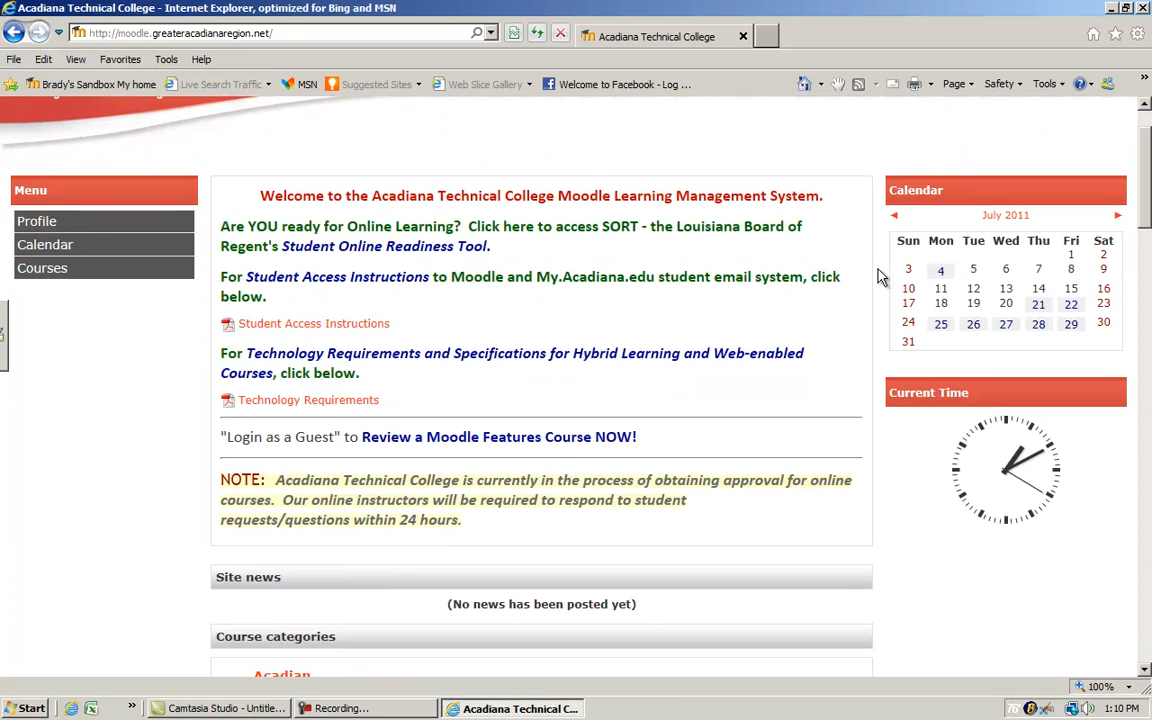 Acadiana Technical College - Internet Explorer, optimized for Bing and MSN
http://moodle.greateracadianaregion.net/
Acadiana Technical College
File Edit View Favorites Tools Help
Brady's Sandbox My home Live Search Traffic MSN Suggested Sites Web Slice Gallery Welcome to Facebook - Log ... Page Safety Tools
Menu
Profile
Calendar
Courses
Welcome to the Acadiana Technical College Moodle Learning Management System.
Are YOU ready for Online Learning? Click here to access SORT - the Louisiana Board of
Regent's Student Online Readiness Tool.
For Student Access Instructions to Moodle and My.Acadiana.edu student email system, click
below.
Student Access Instructions
For Technology Requirements and Specifications for Hybrid Learning and Web-enabled
Courses, click below.
Technology Requirements
"Login as a Guest" to Review a Moodle Features Course NOW!
NOTE: Acadiana Technical College is currently in the process of obtaining approval for online
courses. Our online instructors will be required to respond to student
requests/questions within 24 hours.
Site news
(No news has been posted yet)
Course categories
Acadian
Calendar
July 2011
Sun Mon Tue Wed Thu Fri Sat
1 2
3 4 5 6 7 8 9
10 11 12 13 14 15 16
17 18 19 20 21 22 23
24 25 26 27 28 29 30
31
Current Time
100%
Start Camtasia Studio - Untitle... Recording... Acadiana Technical C... 76° 1:10 PM